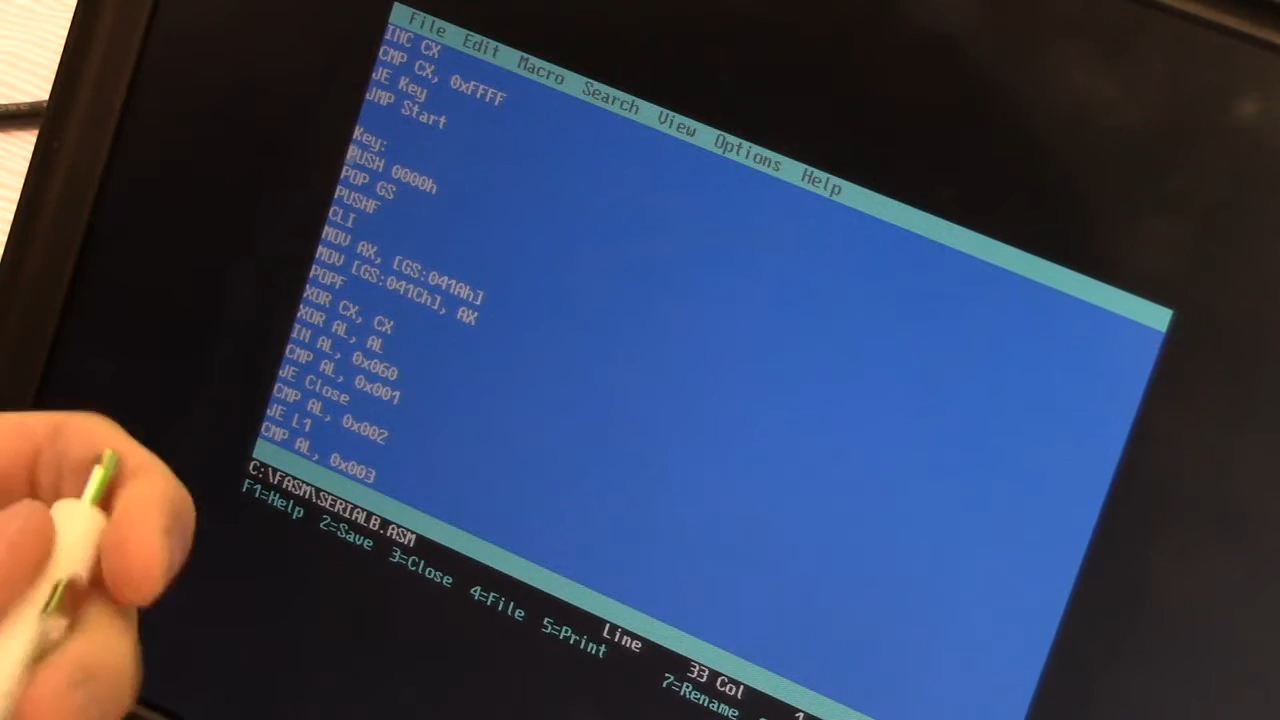 File Edit Macro Search View Options Help
INC CX
CMP CX, 0xFFFF
JE Key
JMP Start
Key:
PUSH 0000h
POP GS
PUSHF
CLI
MOV AX, [GS:041Ah]
MOV [GS:041Ch], AX
POPF
XOR CX, CX
XOR AL, AL
IN AL, 0x060
CMP AL, 0x001
JE Close
CMP AL, 0x002
JE L1
CMP AL, 0x003
C:\FASM\SERIALB.ASM Line 33 Col 1
F1=Help 2=Save 3=Close 4=File 5=Print 7=Rename